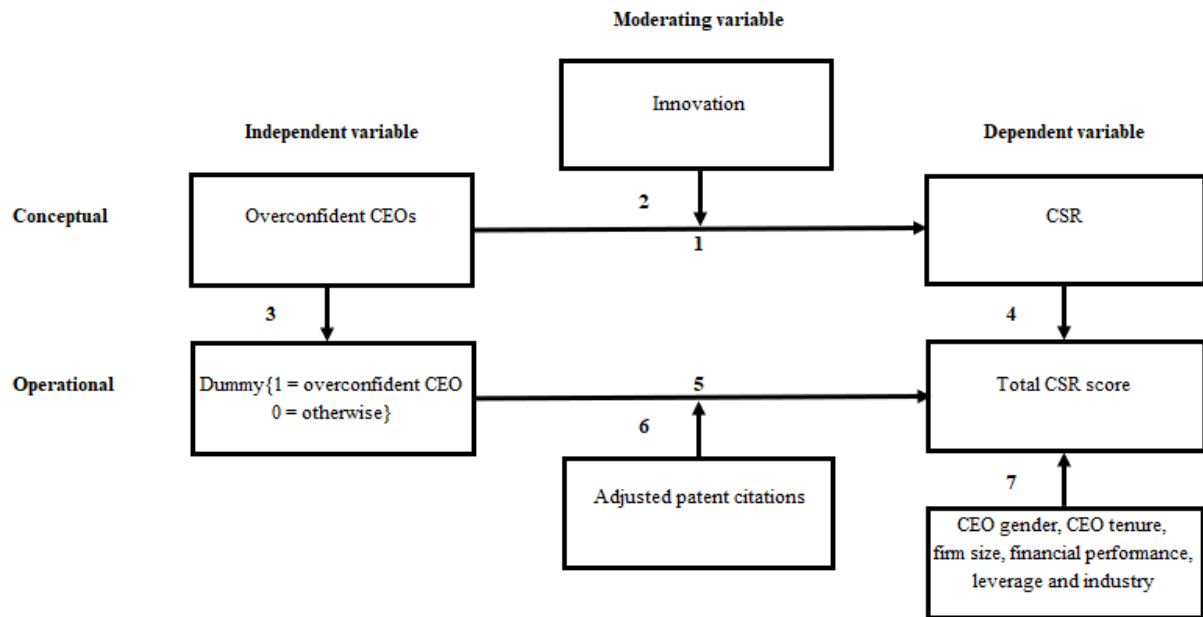 Moderating variable
Innovation
Independent variable
Dependent variable
Conceptual
Overconfident CEOs
2
1
CSR
3
4
Operational
Dummy{1 = overconfident CEO
0 = otherwise}
5
6
Total CSR score
Adjusted patent citations
7
CEO gender, CEO tenure,
firm size, financial performance,
leverage and industry